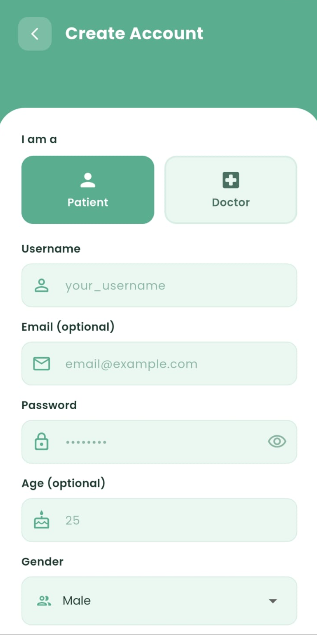 Create Account
I am a
Patient
Doctor
Username
your_username
Email (optional)
email@example.com
Password
••••••••
Age (optional)
25
Gender
Male